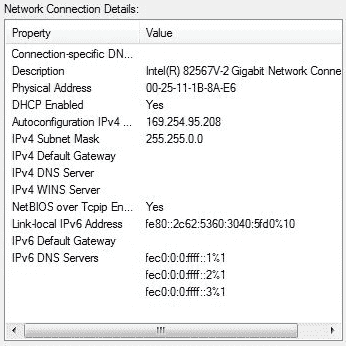 Network Connection Details:
Property Value
Connection-specific DN...
Description Intel(R) 82567V-2 Gigabit Network Conne
Physical Address 00-25-11-1B-8A-E6
DHCP Enabled Yes
Autoconfiguration IPv4 ... 169.254.95.208
IPv4 Subnet Mask 255.255.0.0
IPv4 Default Gateway
IPv4 DNS Server
IPv4 WINS Server
NetBIOS over Tcpip En... Yes
Link-local IPv6 Address fe80::2c62:5360:3040:5fd0%10
IPv6 Default Gateway
IPv6 DNS Servers fec0:0:0:ffff::1%1
fec0:0:0:ffff::2%1
fec0:0:0:ffff::3%1